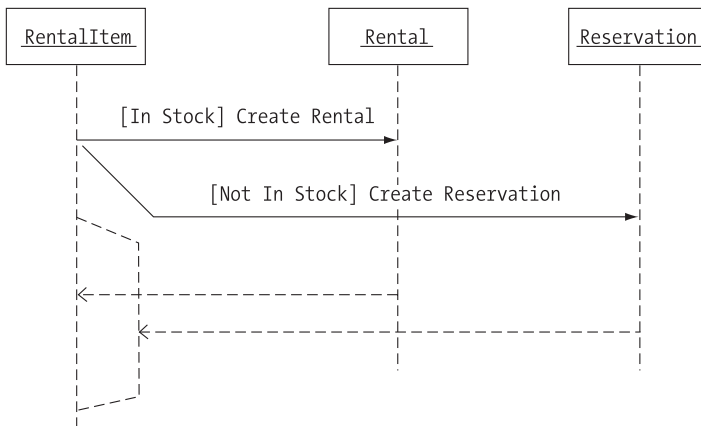 RentalItem
Rental
Reservation
[In Stock] Create Rental
[Not In Stock] Create Reservation